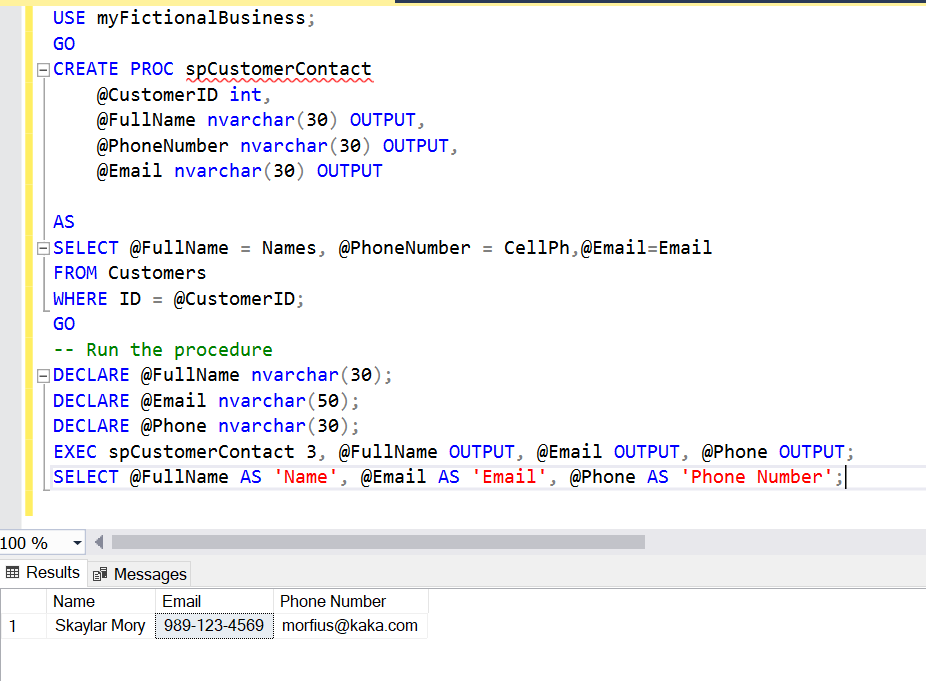 USE myFictionalBusiness;
GO
CREATE PROC spCustomerContact
@CustomerID int,
@FullName nvarchar(30) OUTPUT,
@PhoneNumber nvarchar(30) OUTPUT,
@Email nvarchar(30) OUTPUT
AS
SELECT @FullName = Names, @PhoneNumber = CellPh,@Email=Email
FROM Customers
WHERE ID = @CustomerID;
GO
-- Run the procedure
DECLARE @FullName nvarchar(30);
DECLARE @Email nvarchar(50);
DECLARE @Phone nvarchar(30);
EXEC spCustomerContact 3, @FullName OUTPUT, @Email OUTPUT, @Phone OUTPUT;
SELECT @FullName AS 'Name', @Email AS 'Email', @Phone AS 'Phone Number';
100 %
Results Messages
Name Email Phone Number
1 Skaylar Mory 989-123-4569 morfius@kaka.com